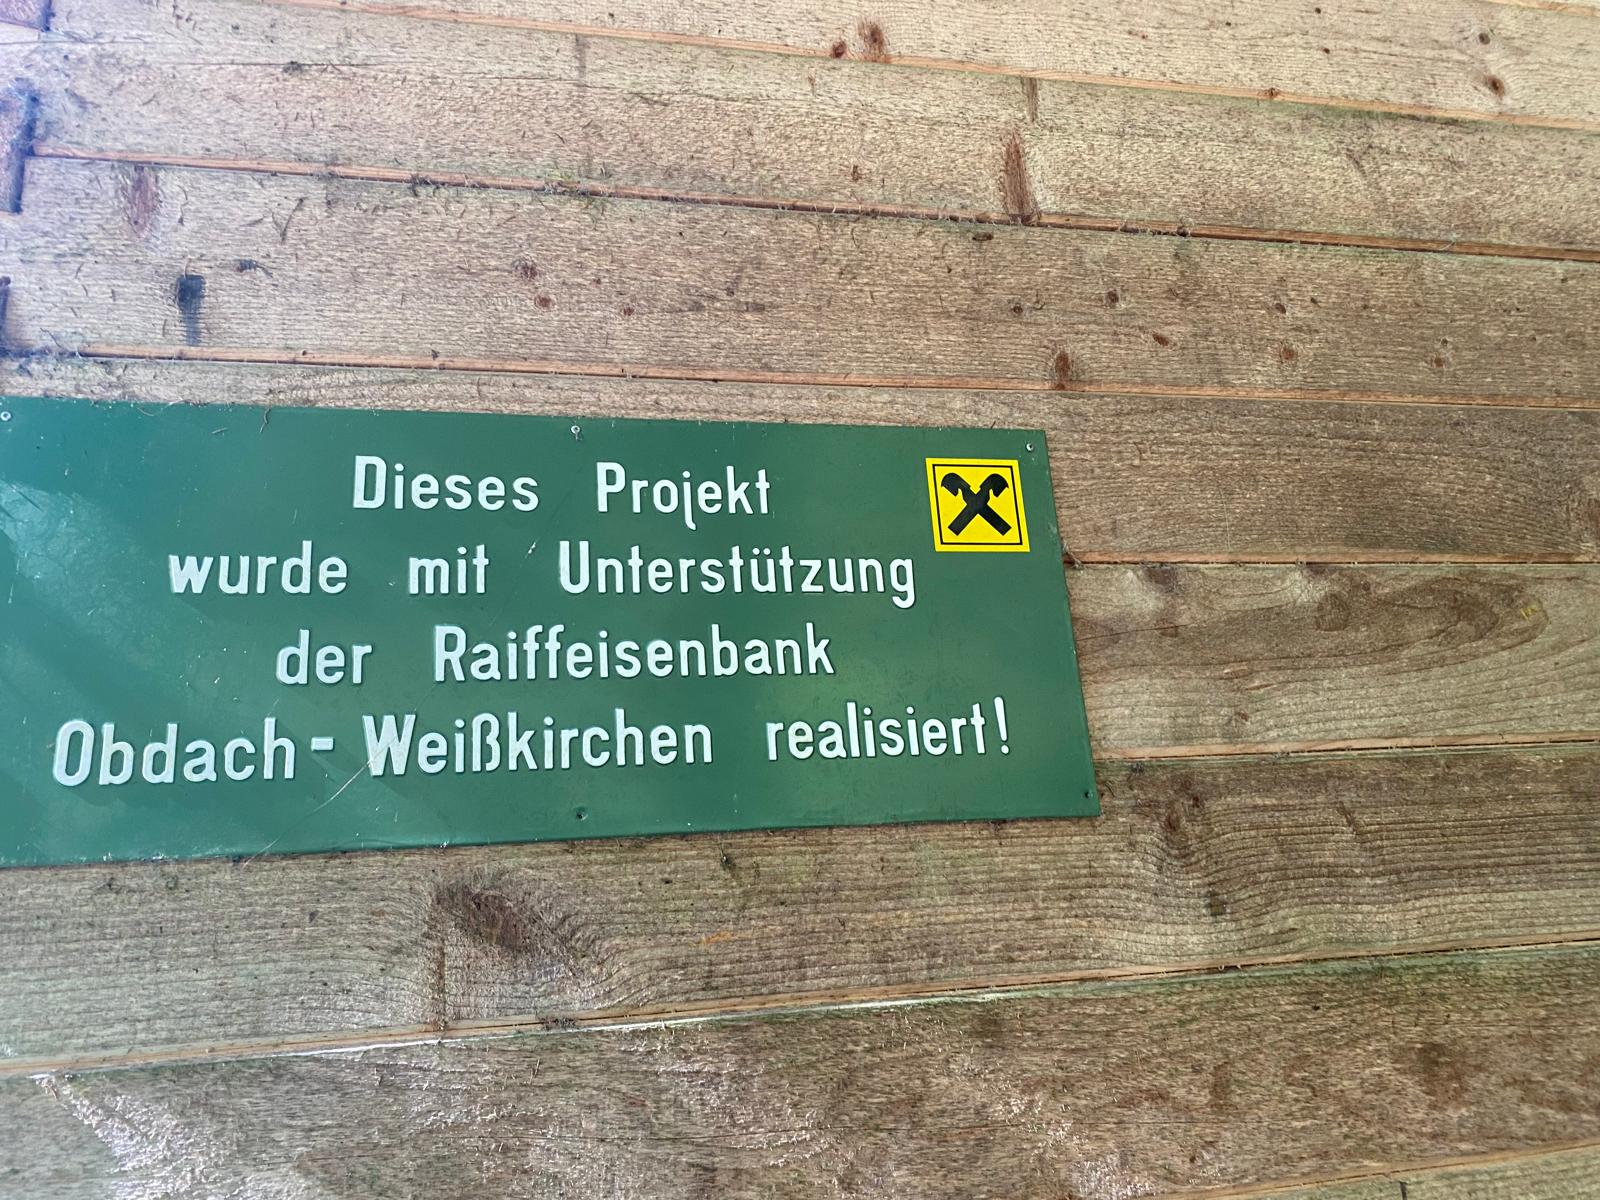 Dieses Projekt
wurde mit Unterstützung
der Raiffeisenbank
Obdach-Weißkirchen realisiert!